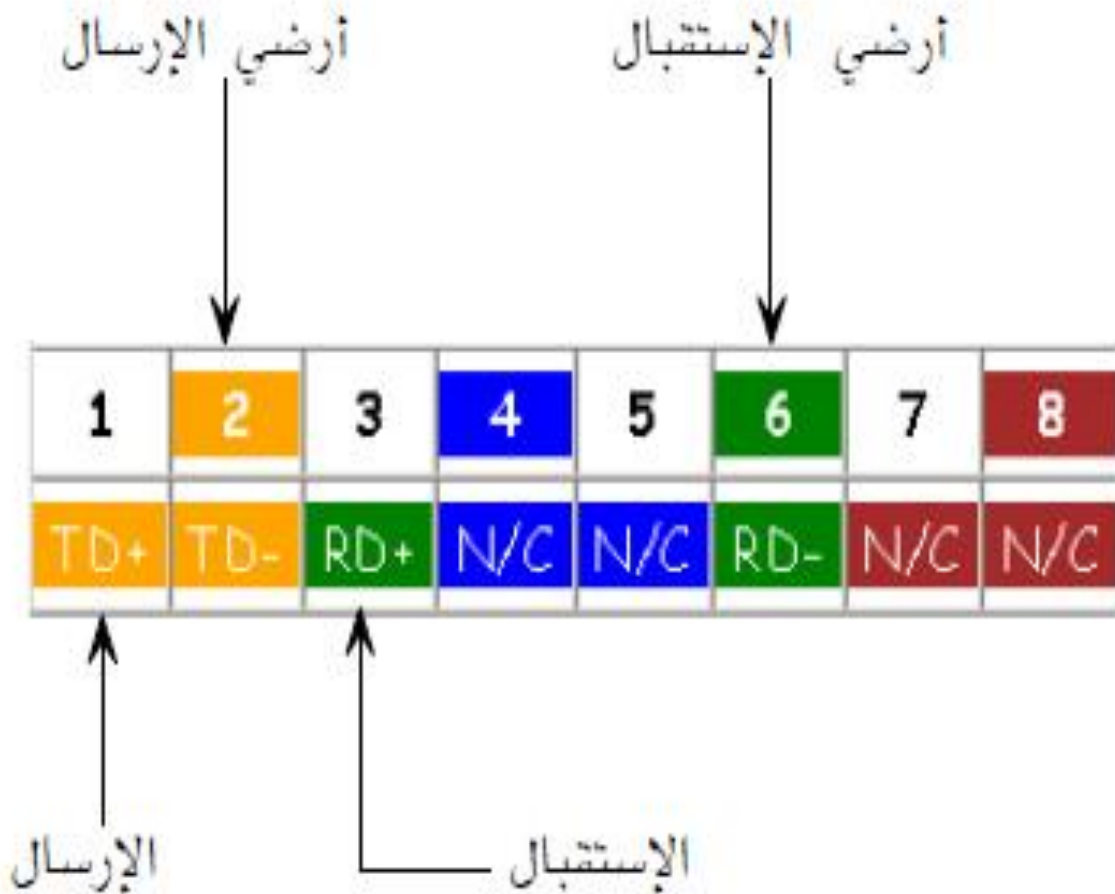 أرضي الإستقبال
أرضي الإرسال
1 2 3 4 5 6 7 8
TD+ TD- RD+ N/C N/C RD- N/C N/C
الإستقبال
الإرسال